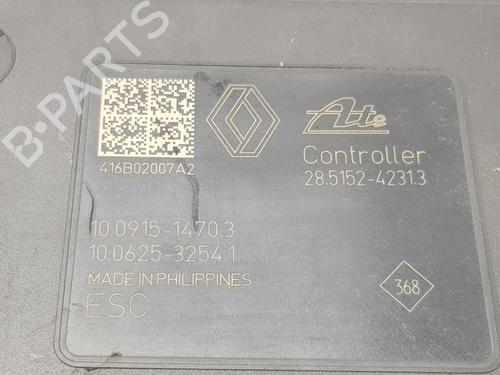 B-PARTS
416B02007A2
Ate
Controller
28.5152-4231.3
10.0915-1470.3
10.0625-3254.1
MADE IN PHILIPPINES
ESC
368